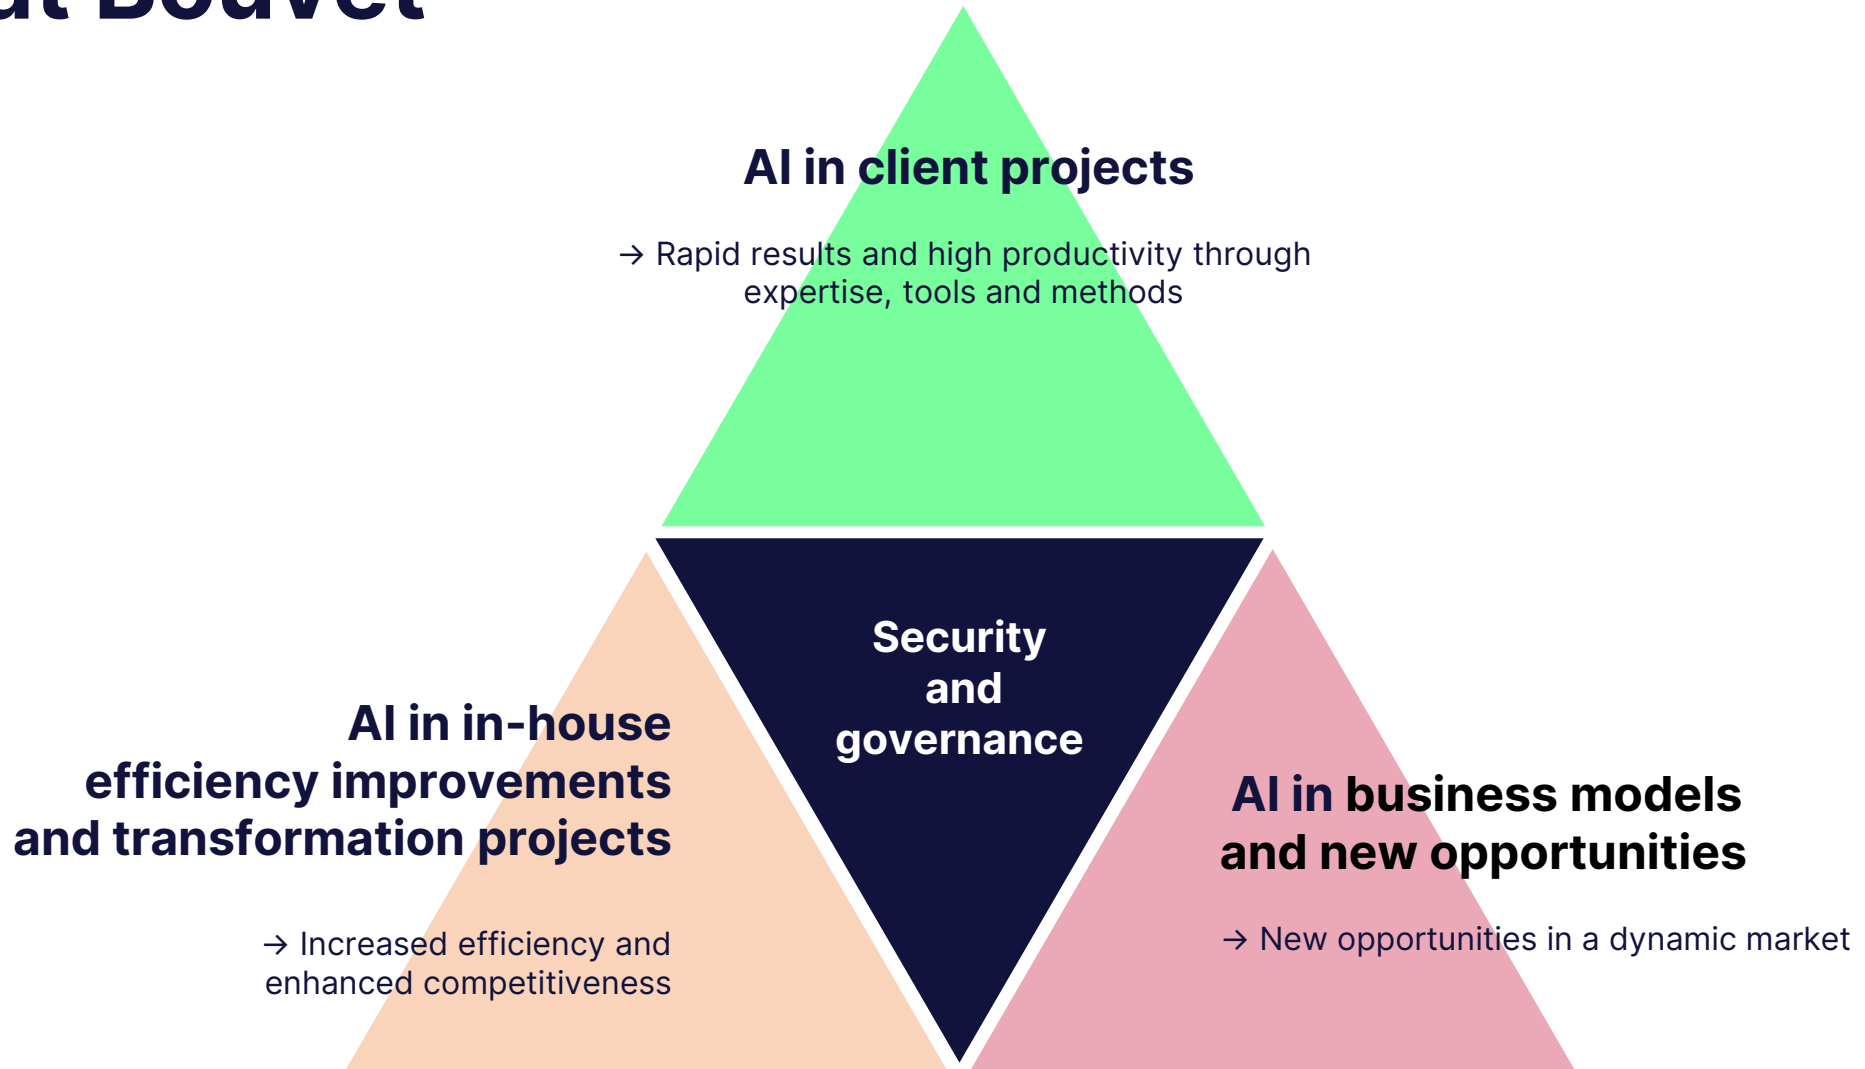 at Bouvet
AI in client projects
→ Rapid results and high productivity through
expertise, tools and methods
Security
and
governance
AI in in-house
efficiency improvements
and transformation projects
→ Increased efficiency and
enhanced competitiveness
AI in business models
and new opportunities
→ New opportunities in a dynamic market